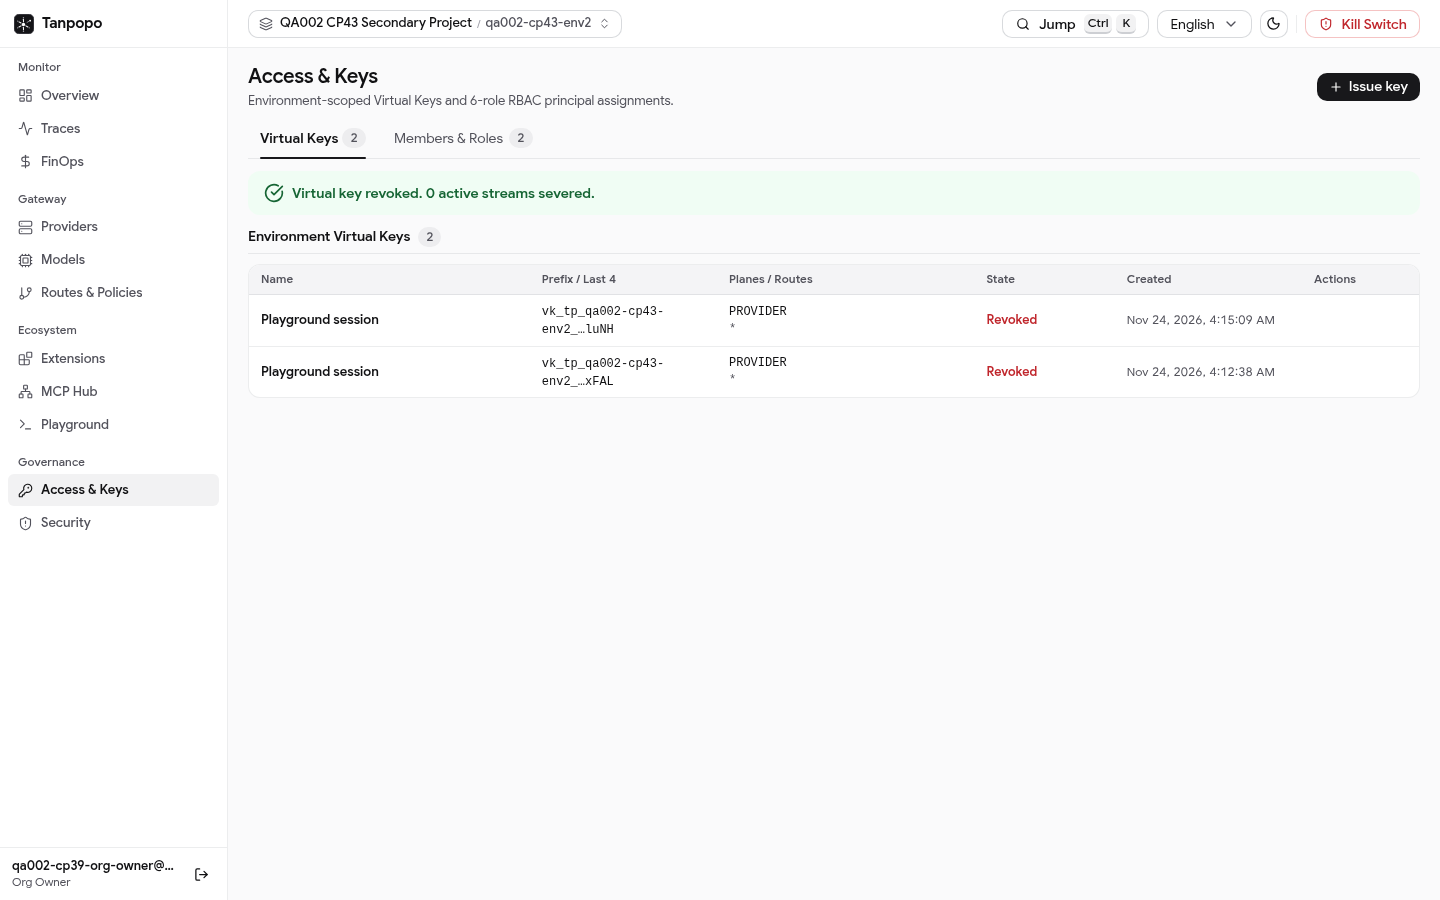 Tanpopo
QA002 CP43 Secondary Project / qa002-cp43-env2
Jump Ctrl K
English
Kill Switch
Monitor
Overview
Traces
FinOps
Gateway
Providers
Models
Routes & Policies
Ecosystem
Extensions
MCP Hub
Playground
Governance
Access & Keys
Security
qa002-cp39-org-owner@...
Org Owner
Access & Keys
Environment-scoped Virtual Keys and 6-role RBAC principal assignments.
+ Issue key
Virtual Keys 2
Members & Roles 2
Virtual key revoked. 0 active streams severed.
Environment Virtual Keys 2
Name Prefix / Last 4 Planes / Routes State Created Actions
Playground session vk_tp_qa002-cp43-env2_…luNH PROVIDER * Revoked Nov 24, 2026, 4:15:09 AM
Playground session vk_tp_qa002-cp43-env2_…xFAL PROVIDER * Revoked Nov 24, 2026, 4:12:38 AM